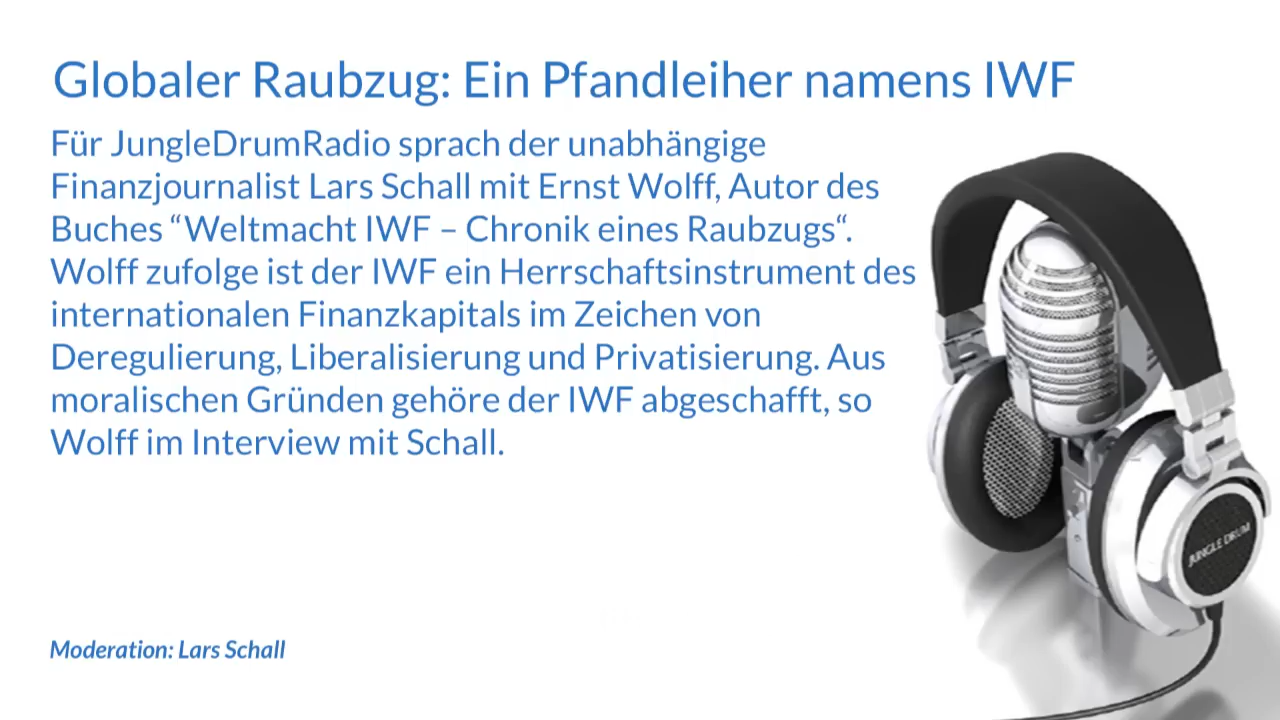 Globaler Raubzug: Ein Pfandleiher namens IWF
Für JungleDrumRadio sprach der unabhängige
Finanzjournalist Lars Schall mit Ernst Wolff, Autor des
Buches “Weltmacht IWF – Chronik eines Raubzugs“.
Wolff zufolge ist der IWF ein Herrschaftsinstrument des
internationalen Finanzkapitals im Zeichen von
Deregulierung, Liberalisierung und Privatisierung. Aus
moralischen Gründen gehöre der IWF abgeschafft, so
Wolff im Interview mit Schall.
JUNGLE DRUM
Moderation: Lars Schall